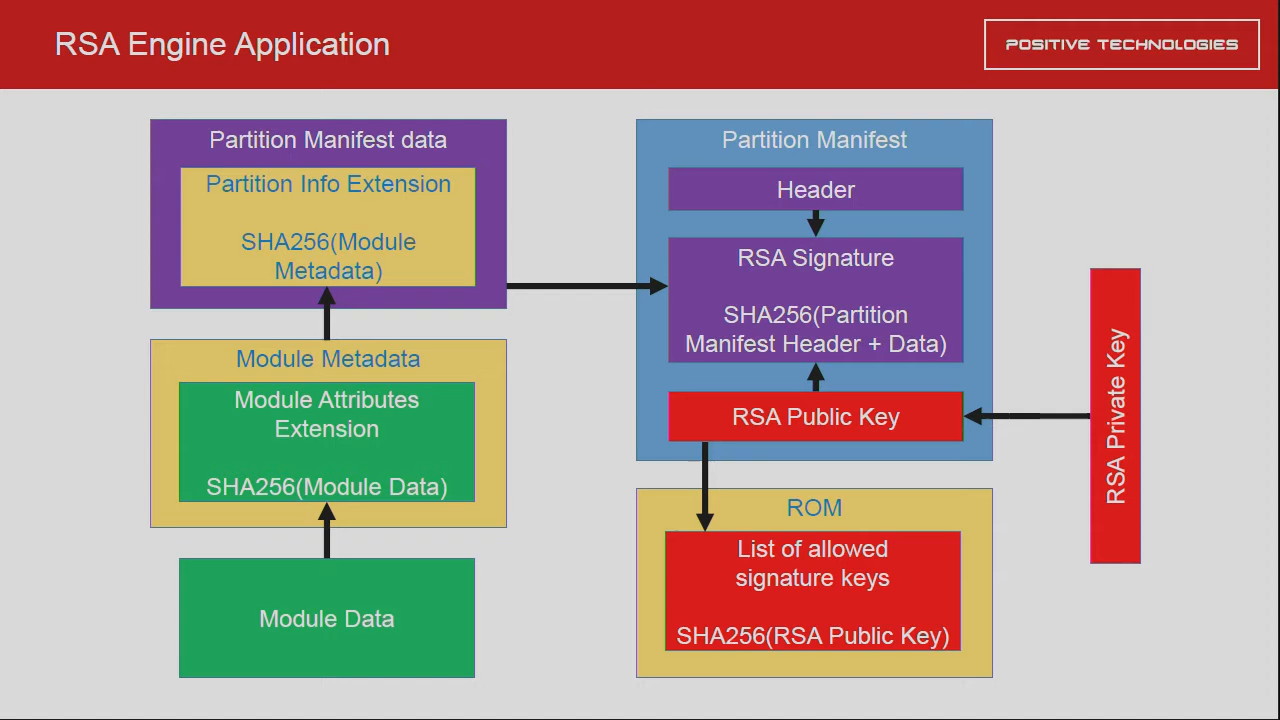 RSA Engine Application
POSITIVE TECHNOLOGIES
Partition Manifest data
Partition Info Extension
SHA256(Module
Metadata)
Module Metadata
Module Attributes
Extension
SHA256(Module Data)
Module Data
Partition Manifest
Header
RSA Signature
SHA256(Partition
Manifest Header + Data)
RSA Public Key
ROM
List of allowed
signature keys
SHA256(RSA Public Key)
RSA Private Key